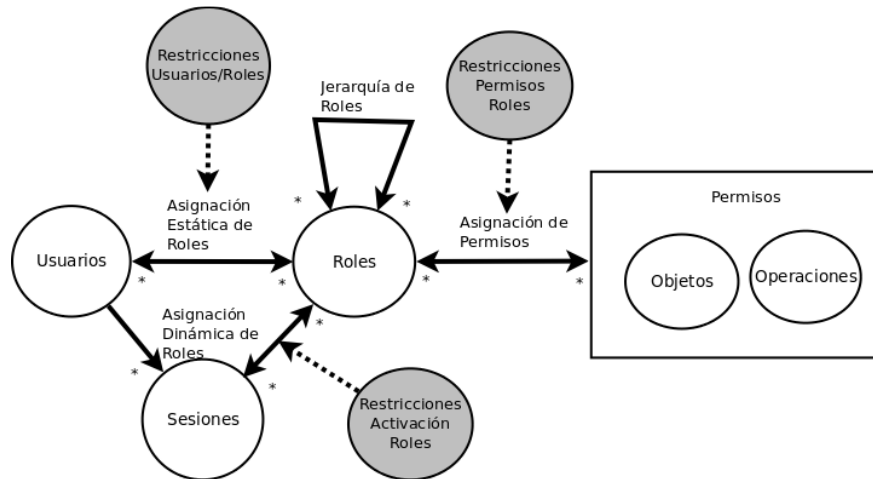 Restricciones
Usuarios/Roles
Restricciones
Permisos
Roles
Jerarquía de
Roles
*
*
Asignación
Estática de
Roles
Asignación de
Permisos
Permisos
Usuarios
Roles
Objetos
Operaciones
*
*
*
*
Asignación
Dinámica de
Roles
*
*
*
Sesiones
Restricciones
Activación
Roles